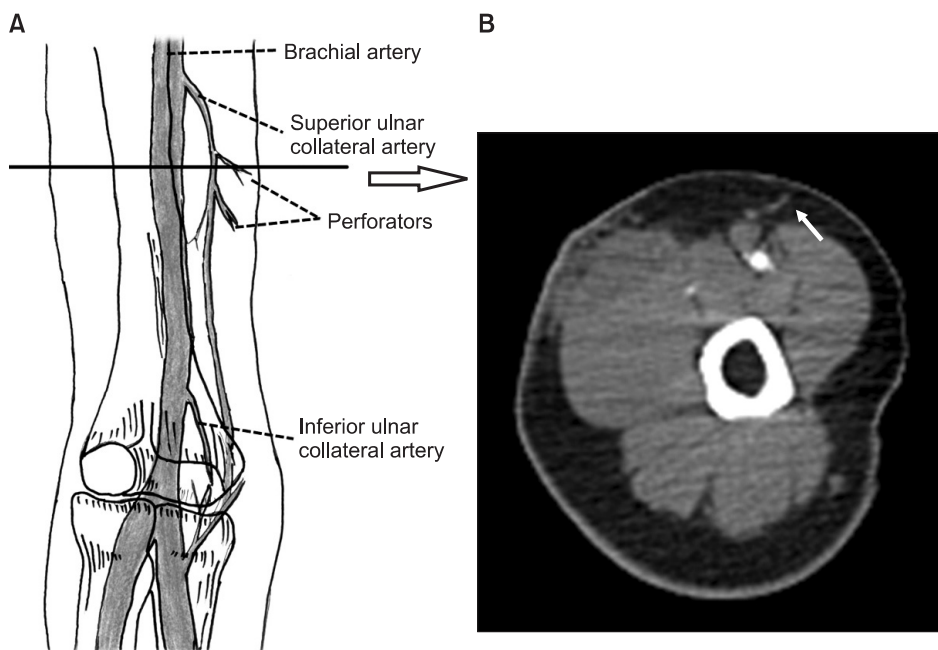 A
B
Brachial artery
Superior ulnar
collateral artery
Perforators
Inferior ulnar
collateral artery